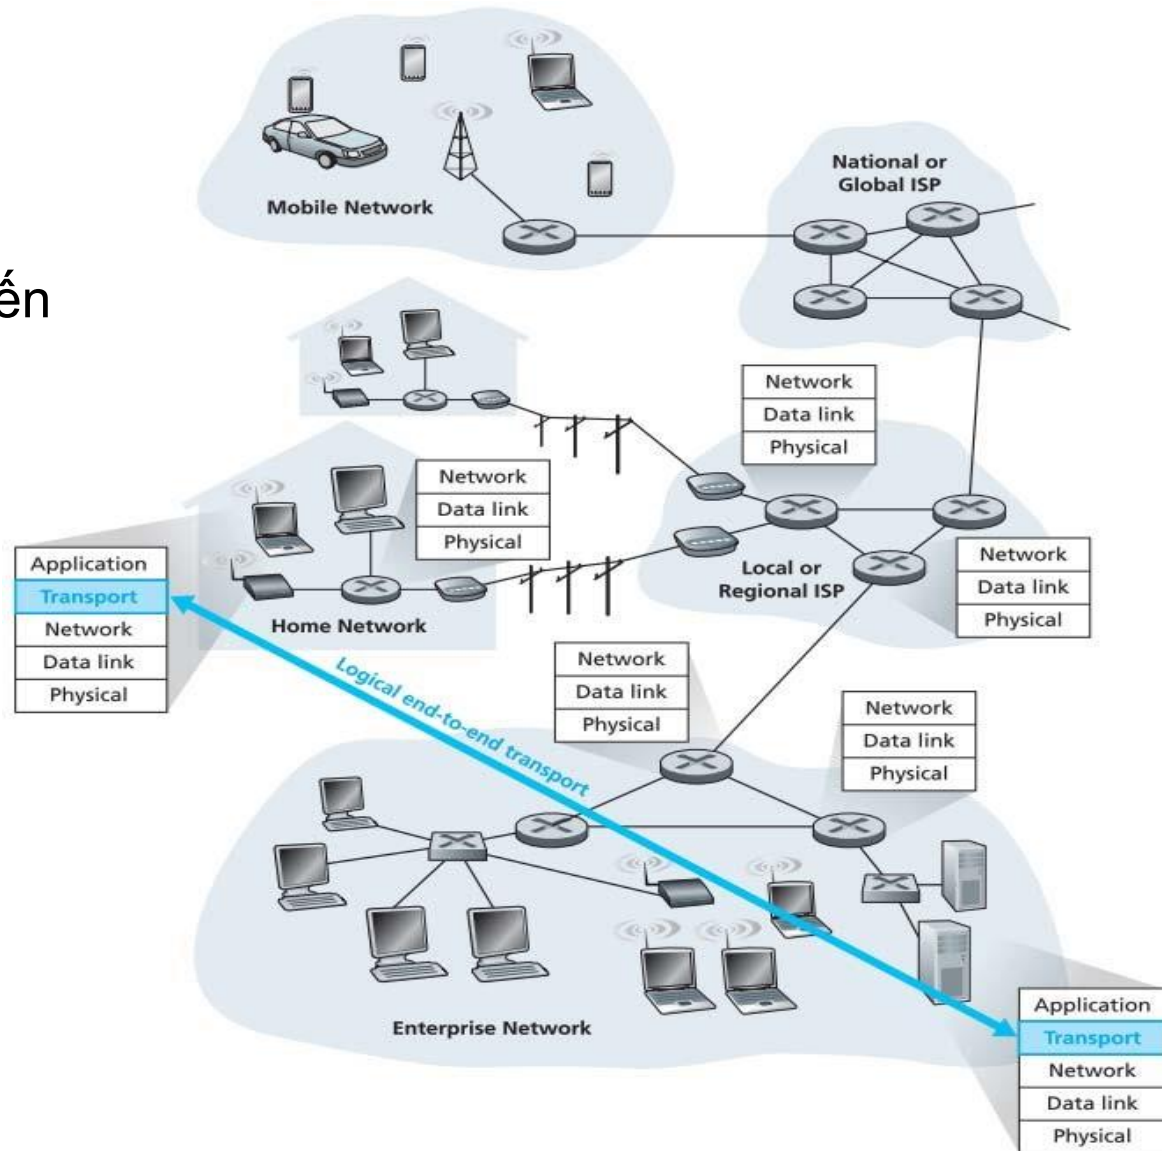 Mobile Network
National or
Global ISP
ến
Network
Data link
Physical
Network
Data link
Physical
Application
Transport
Network
Data link
Physical
Home Network
Local or
Regional ISP
Network
Data link
Physical
Network
Data link
Physical
Network
Data link
Physical
Logical end-to-end transport
Enterprise Network
Application
Transport
Network
Data link
Physical